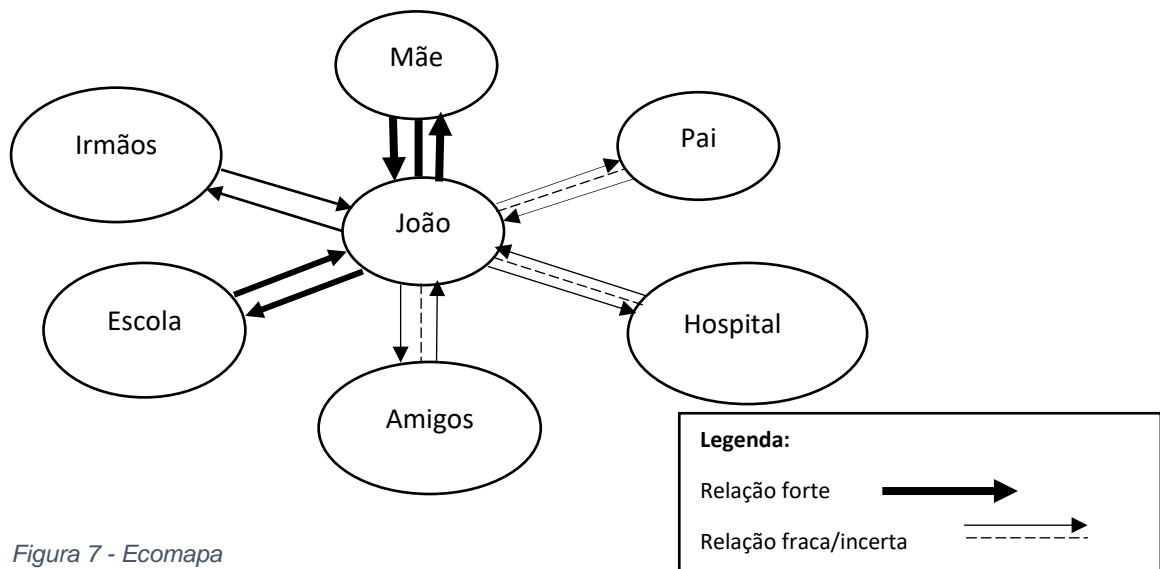 Mãe
Irmãos
Pai
João
Escola
Hospital
Amigos
Legenda:
Relação forte
Relação fraca/incerta
Figura 7 - Ecomapa